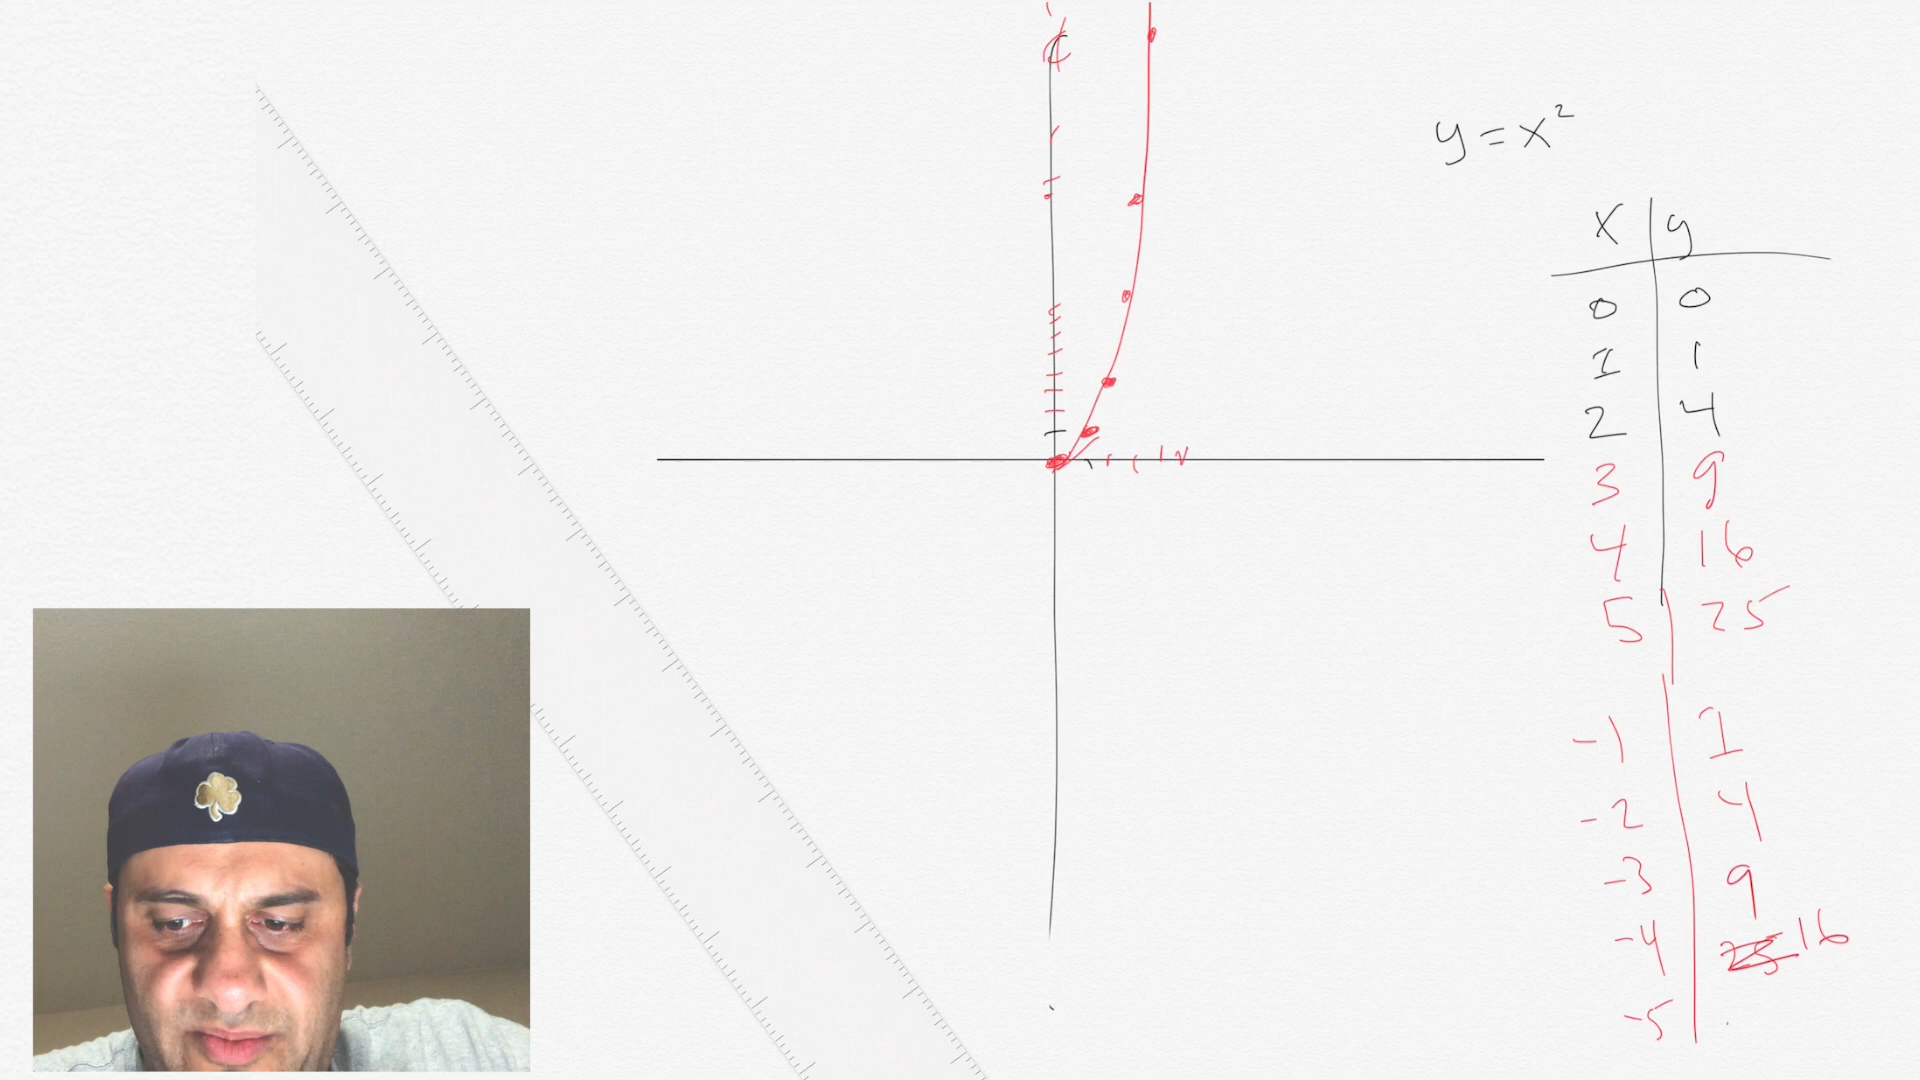 y = x²
x | y
0 | 0
1 | 1
2 | 4
3 | 9
4 | 16
5 | 25
-1 | 1
-2 | 4
-3 | 9
-4 | 25 16
-5 |